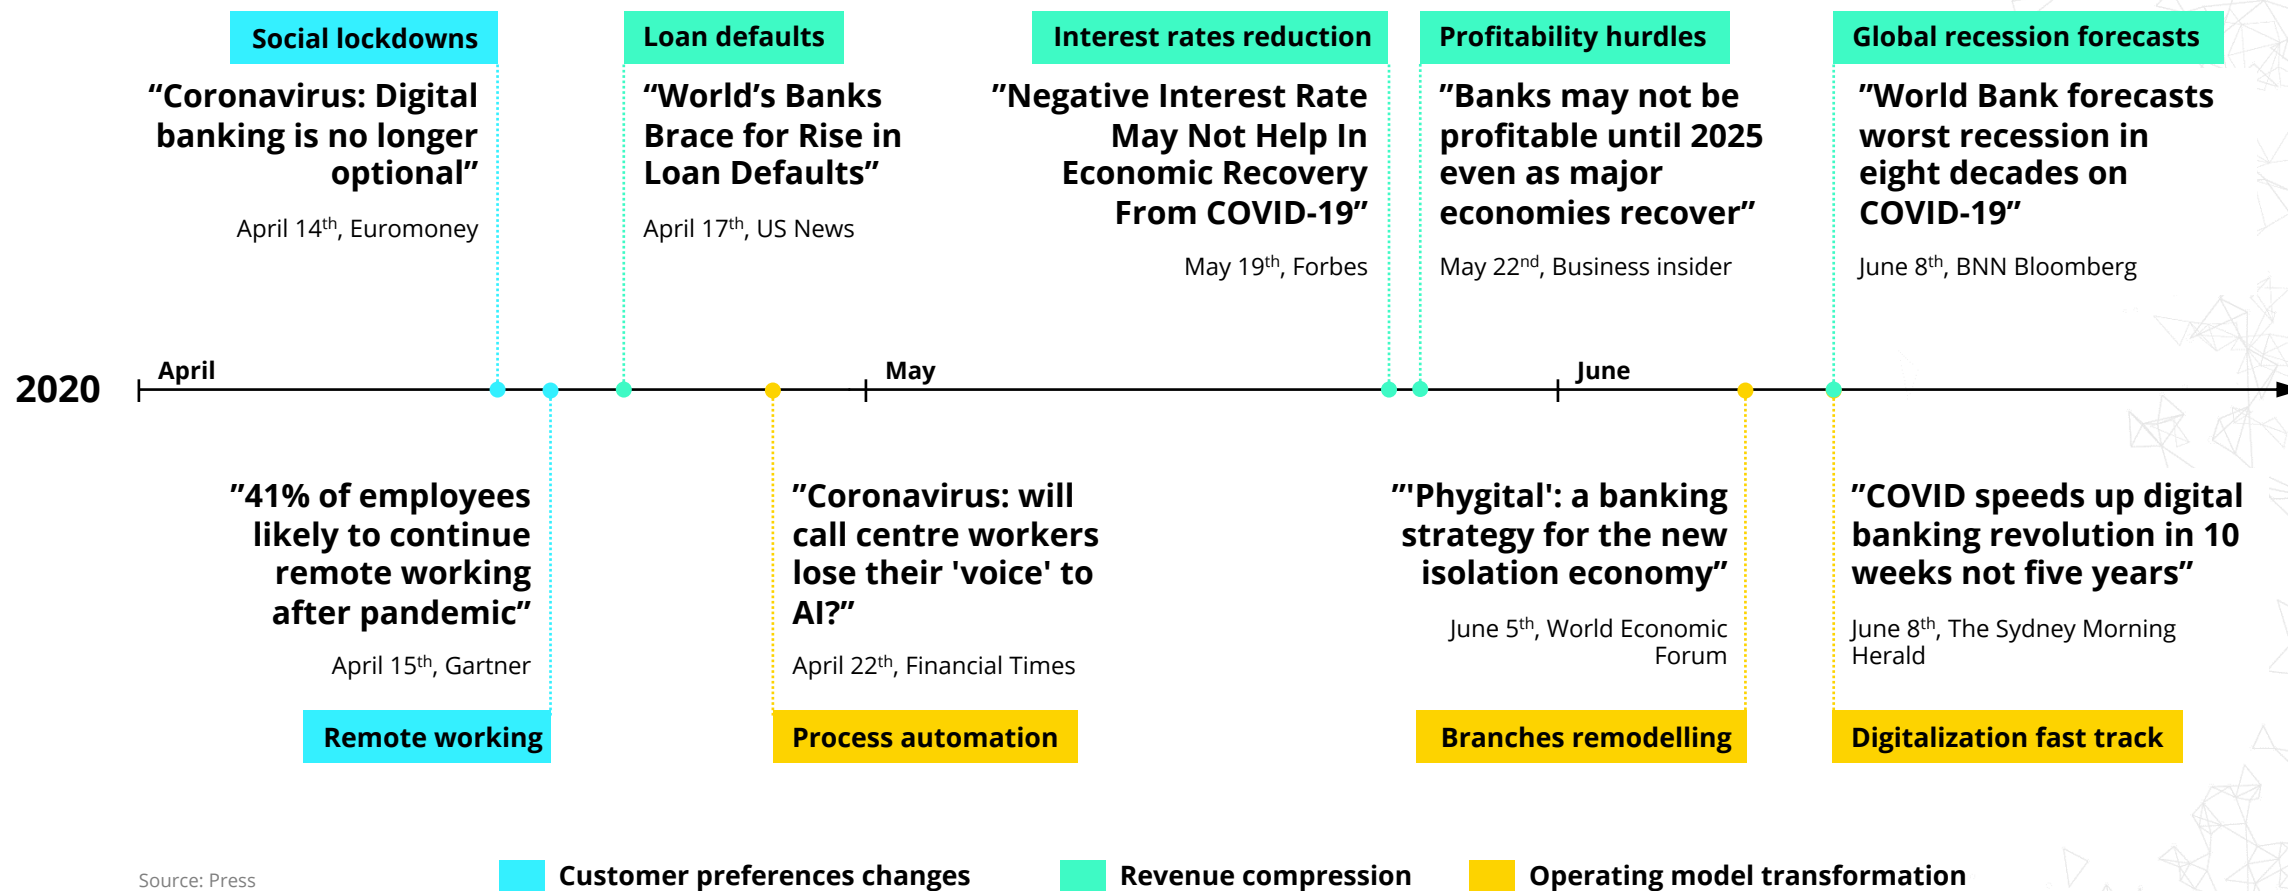 Social lockdowns
“Coronavirus: Digital
banking is no longer
optional”
April 14th, Euromoney
Loan defaults
“World’s Banks
Brace for Rise in
Loan Defaults”
April 17th, US News
Interest rates reduction
”Negative Interest Rate
May Not Help In
Economic Recovery
From COVID-19”
May 19th, Forbes
Profitability hurdles
”Banks may not be
profitable until 2025
even as major
economies recover”
May 22nd, Business insider
Global recession forecasts
”World Bank forecasts
worst recession in
eight decades on
COVID-19”
June 8th, BNN Bloomberg
2020
April
May
June
”41% of employees
likely to continue
remote working
after pandemic”
April 15th, Gartner
Remote working
”Coronavirus: will
call centre workers
lose their 'voice' to
AI?”
April 22th, Financial Times
Process automation
”'Phygital': a banking
strategy for the new
isolation economy”
June 5th, World Economic
Forum
Branches remodelling
”COVID speeds up digital
banking revolution in 10
weeks not five years”
June 8th, The Sydney Morning
Herald
Digitalization fast track
Source: Press
Customer preferences changes
Revenue compression
Operating model transformation